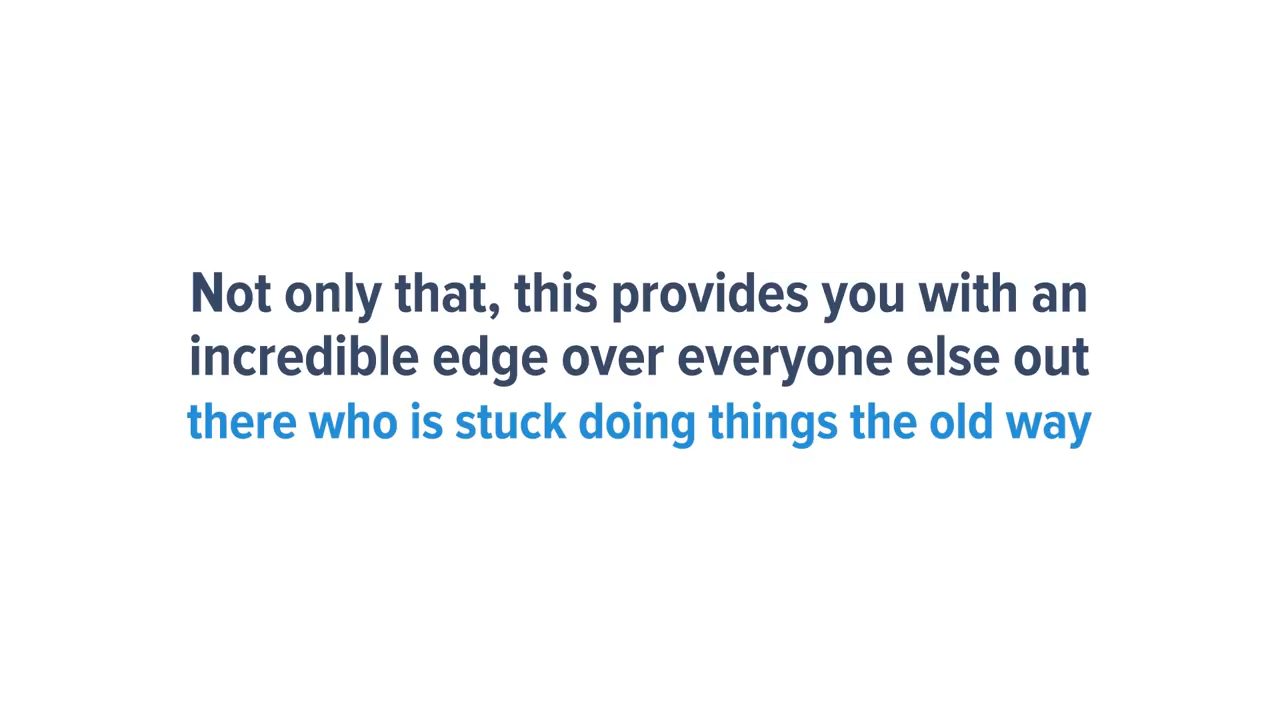 Not only that, this provides you with an
incredible edge over everyone else out
there who is stuck doing things the old way